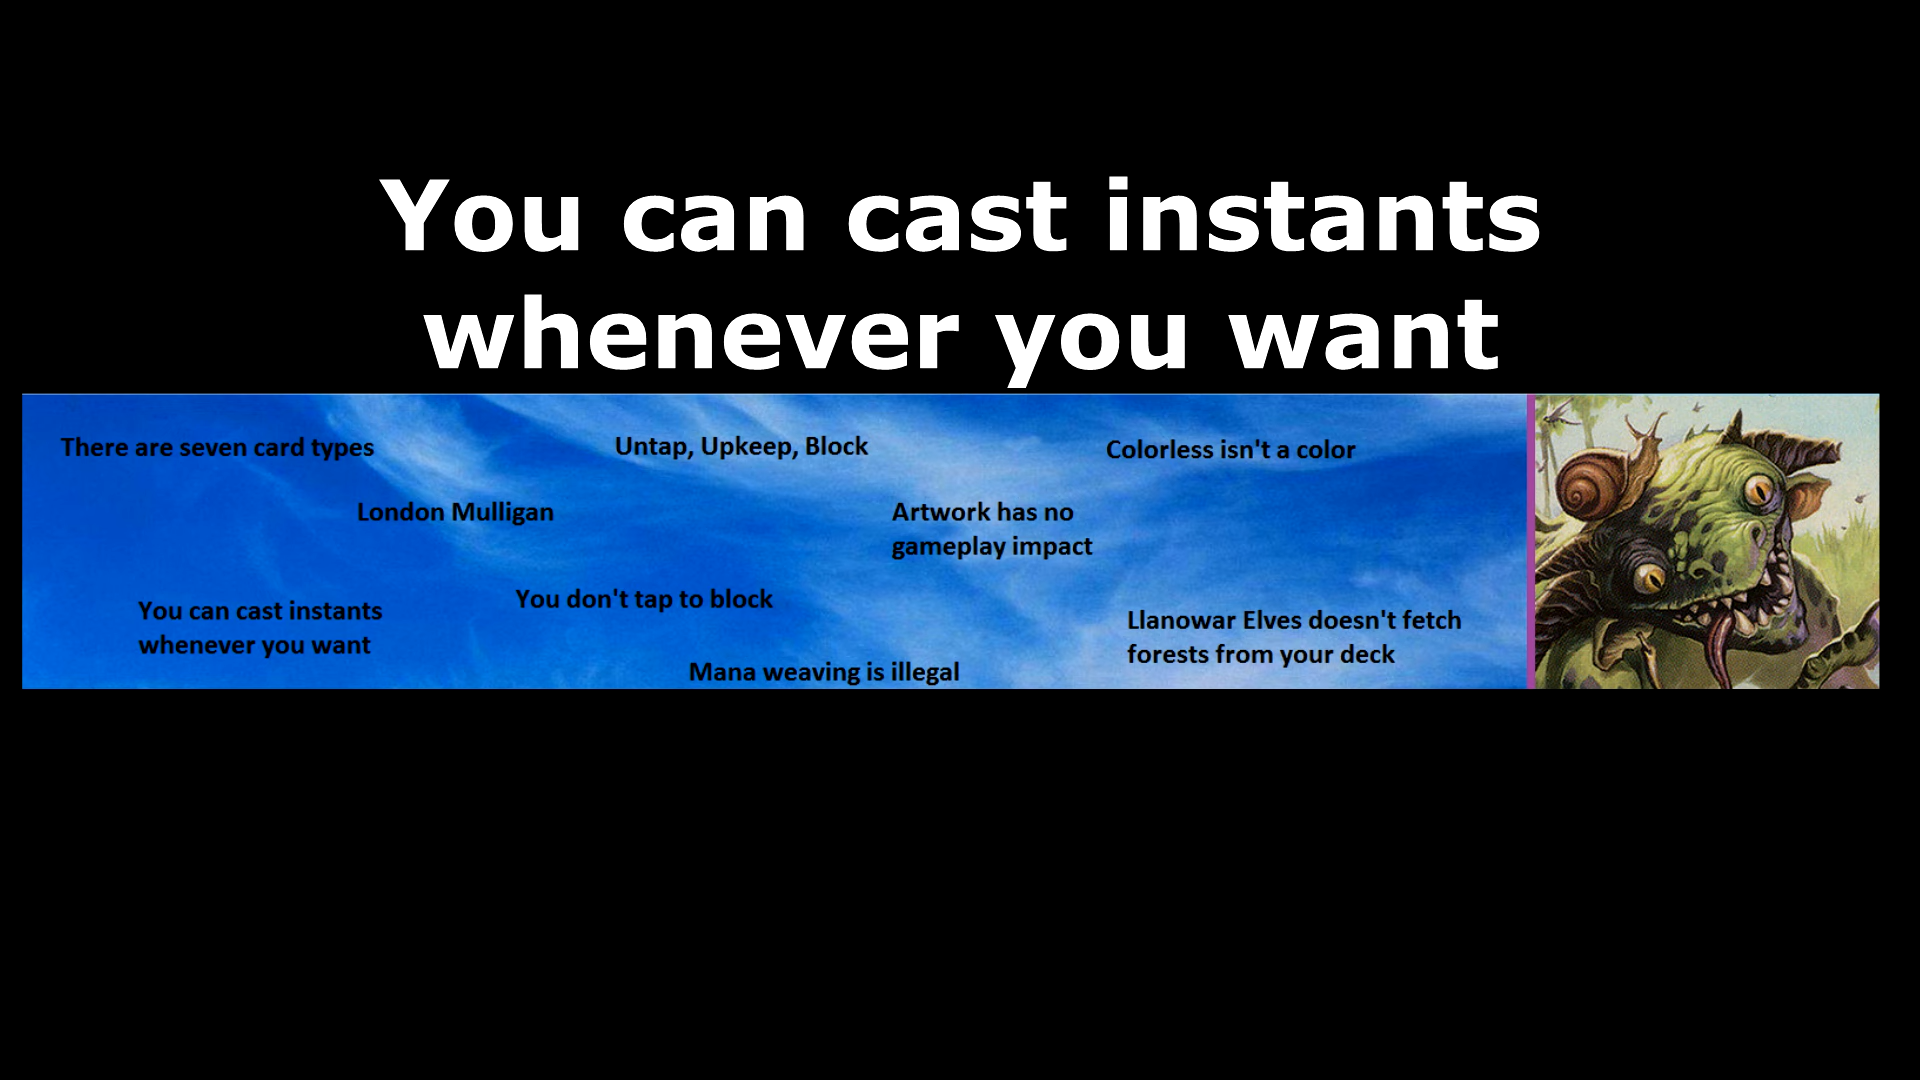 You can cast instants
whenever you want
There are seven card types
Untap, Upkeep, Block
Colorless isn't a color
London Mulligan
Artwork has no
gameplay impact
You can cast instants
whenever you want
You don't tap to block
Llanowar Elves doesn't fetch
forests from your deck
Mana weaving is illegal